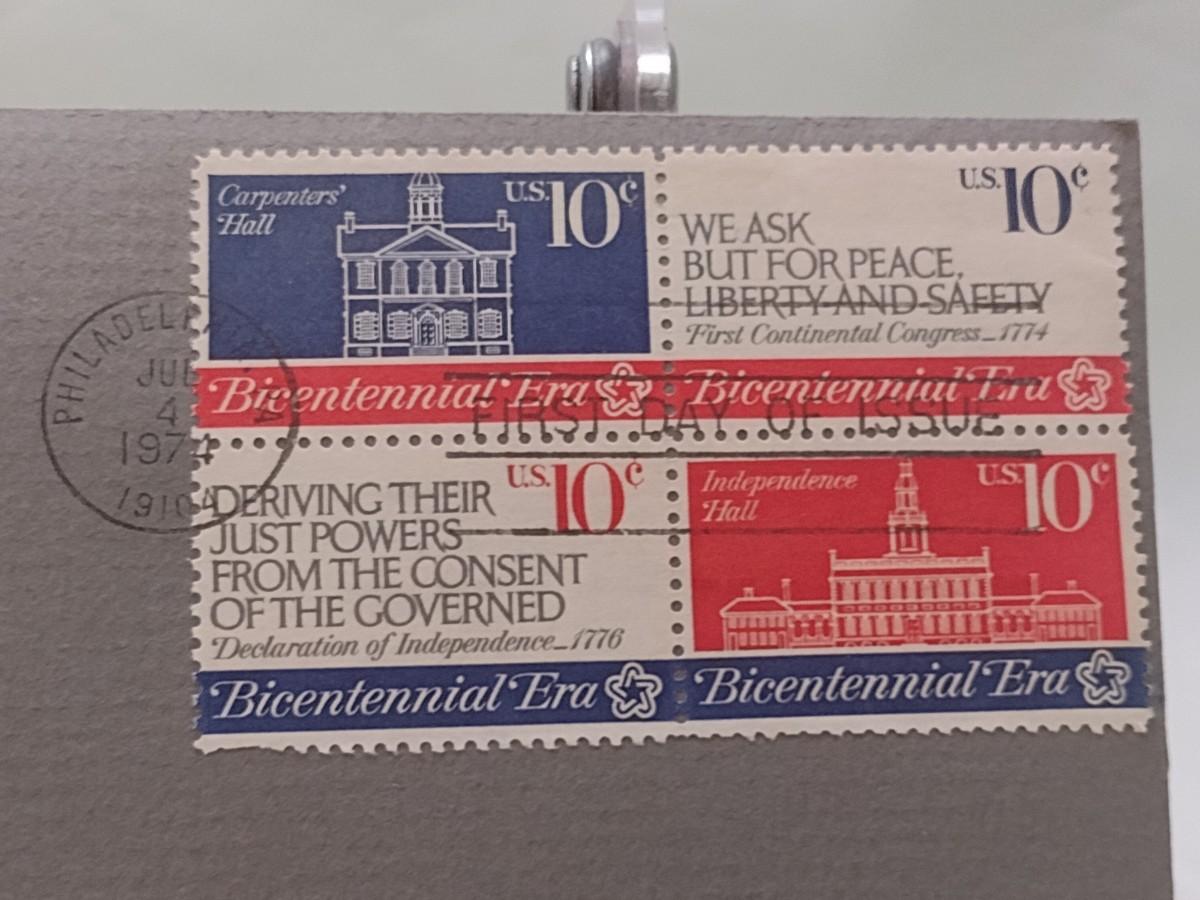 Carpenters'
Hall
U.S. 10¢
U.S. 10¢
WE ASK
BUT FOR PEACE,
LIBERTY AND SAFETY
First Continental Congress_1774
Bicentennial Era
Bicentennial Era
PHILADELPHIA, PA
JUL
4
1974
FIRST DAY OF ISSUE
U.S. 10¢
DERIVING THEIR
JUST POWERS
FROM THE CONSENT
OF THE GOVERNED
Declaration of Independence_1776
Bicentennial Era
Independence
Hall
U.S. 10¢
Bicentennial Era